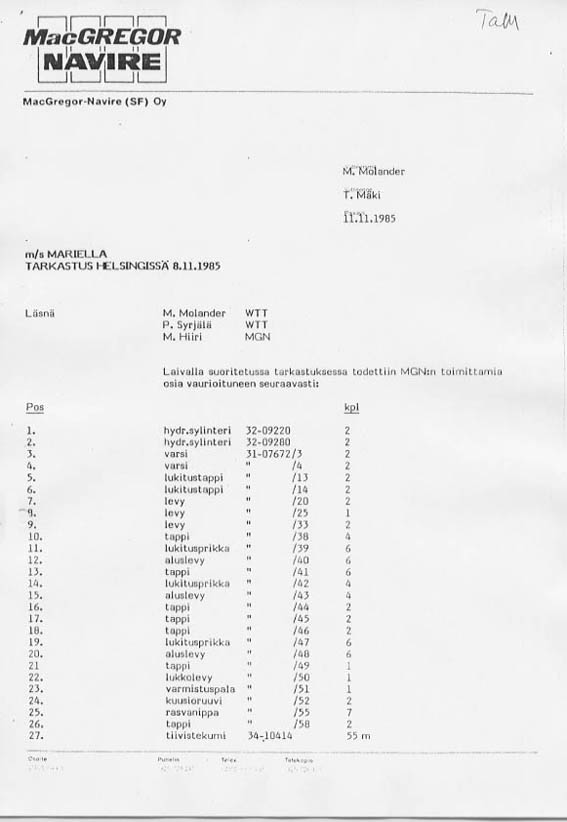 TaM
MacGREGOR
NAVIRE
MacGregor-Navire (SF) Oy
M. Molander
T. Mäki
11.11.1985
m/s MARIELLA
TARKASTUS HELSINGISSÄ 8.11.1985
Läsnä M. Molander WTT
P. Syrjälä WTT
M. Hiiri MGN
Laivalla suoritetussa tarkastuksessa todettiin MGN:n toimittamia
osia vaurioituneen seuraavasti:
Pos kpl
1. hydr.sylinteri 32-09220 2
2. hydr.sylinteri 32-09280 2
3. varsi 31-07672/3 2
4. varsi " /4 2
5. lukitustappi " /13 2
6. lukitustappi " /14 2
7. levy " /20 2
8. levy " /25 1
9. levy " /33 2
10. tappi " /38 4
11. lukitusprikka " /39 6
12. aluslevy " /40 6
13. tappi " /41 6
14. lukitusprikka " /42 4
15. aluslevy " /43 4
16. tappi " /44 2
17. tappi " /45 2
18. tappi " /46 2
19. lukitusprikka " /47 6
20. aluslevy " /48 6
21 tappi " /49 1
22. lukkolevy " /50 1
23. varmistuspala " /51 1
24. kuusioruuvi " /52 2
25. rasvanippa " /55 7
26. tappi " /58 2
27. tiivistekumi 34-10414 55 m
Osoite Puhelin Telex Telekopio